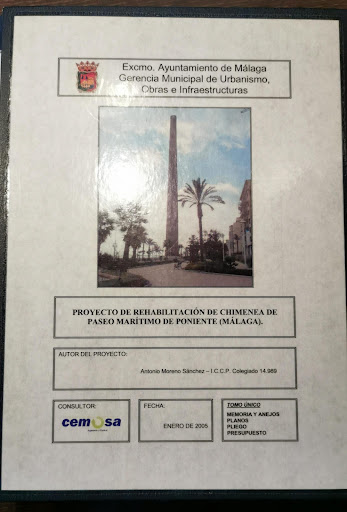 Excmo. Ayuntamiento de Málaga
Gerencia Municipal de Urbanismo,
Obras e Infraestructuras
PROYECTO DE REHABILITACIÓN DE CHIMENEA DE
PASEO MARÍTIMO DE PONIENTE (MÁLAGA).
AUTOR DEL PROYECTO:
Antonio Moreno Sánchez – I.C.C.P. Colegiado 14.989
CONSULTOR:
cemosa
FECHA:
ENERO DE 2005
TOMO ÚNICO
MEMORIA Y ANEJOS
PLANOS
PLIEGO
PRESUPUESTO